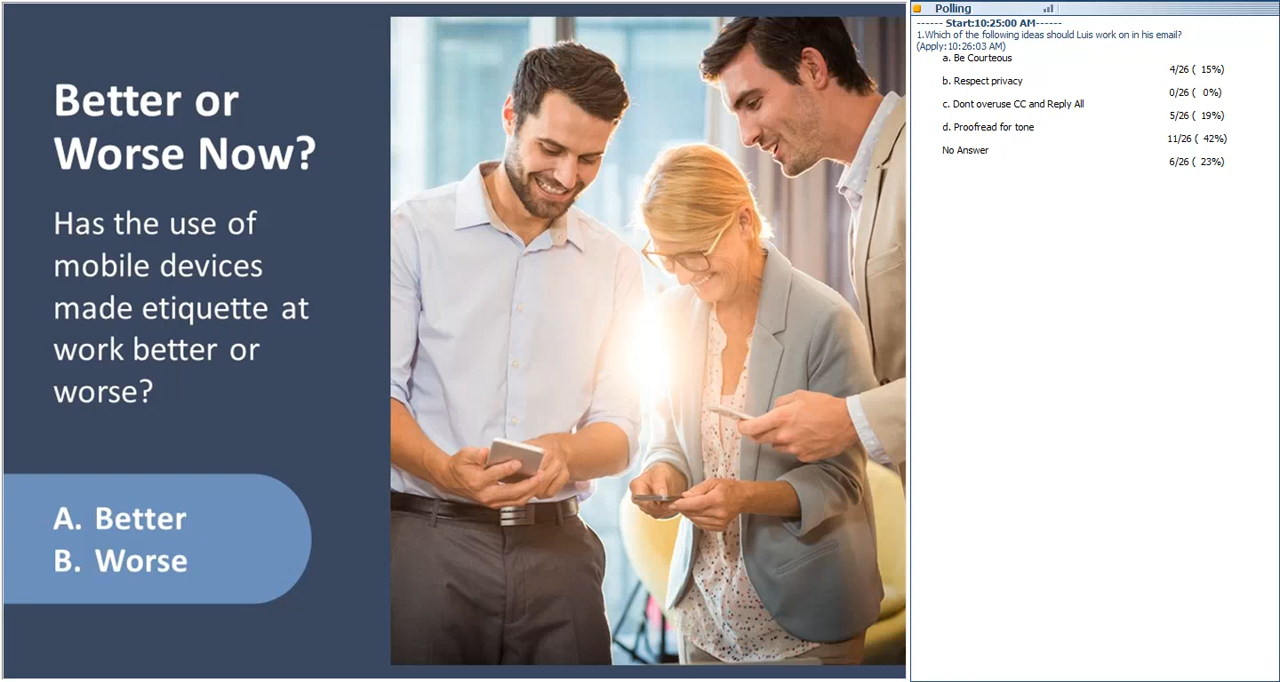 Better or
Worse Now?
Has the use of
mobile devices
made etiquette at
work better or
worse?
A. Better
B. Worse
Polling
------ Start:10:25:00 AM------
1.Which of the following ideas should Luis work on in his email?
(Apply:10:26:03 AM)
a. Be Courteous
4/26 ( 15%)
b. Respect privacy
0/26 ( 0%)
c. Dont overuse CC and Reply All
5/26 ( 19%)
d. Proofread for tone
11/26 ( 42%)
No Answer
6/26 ( 23%)